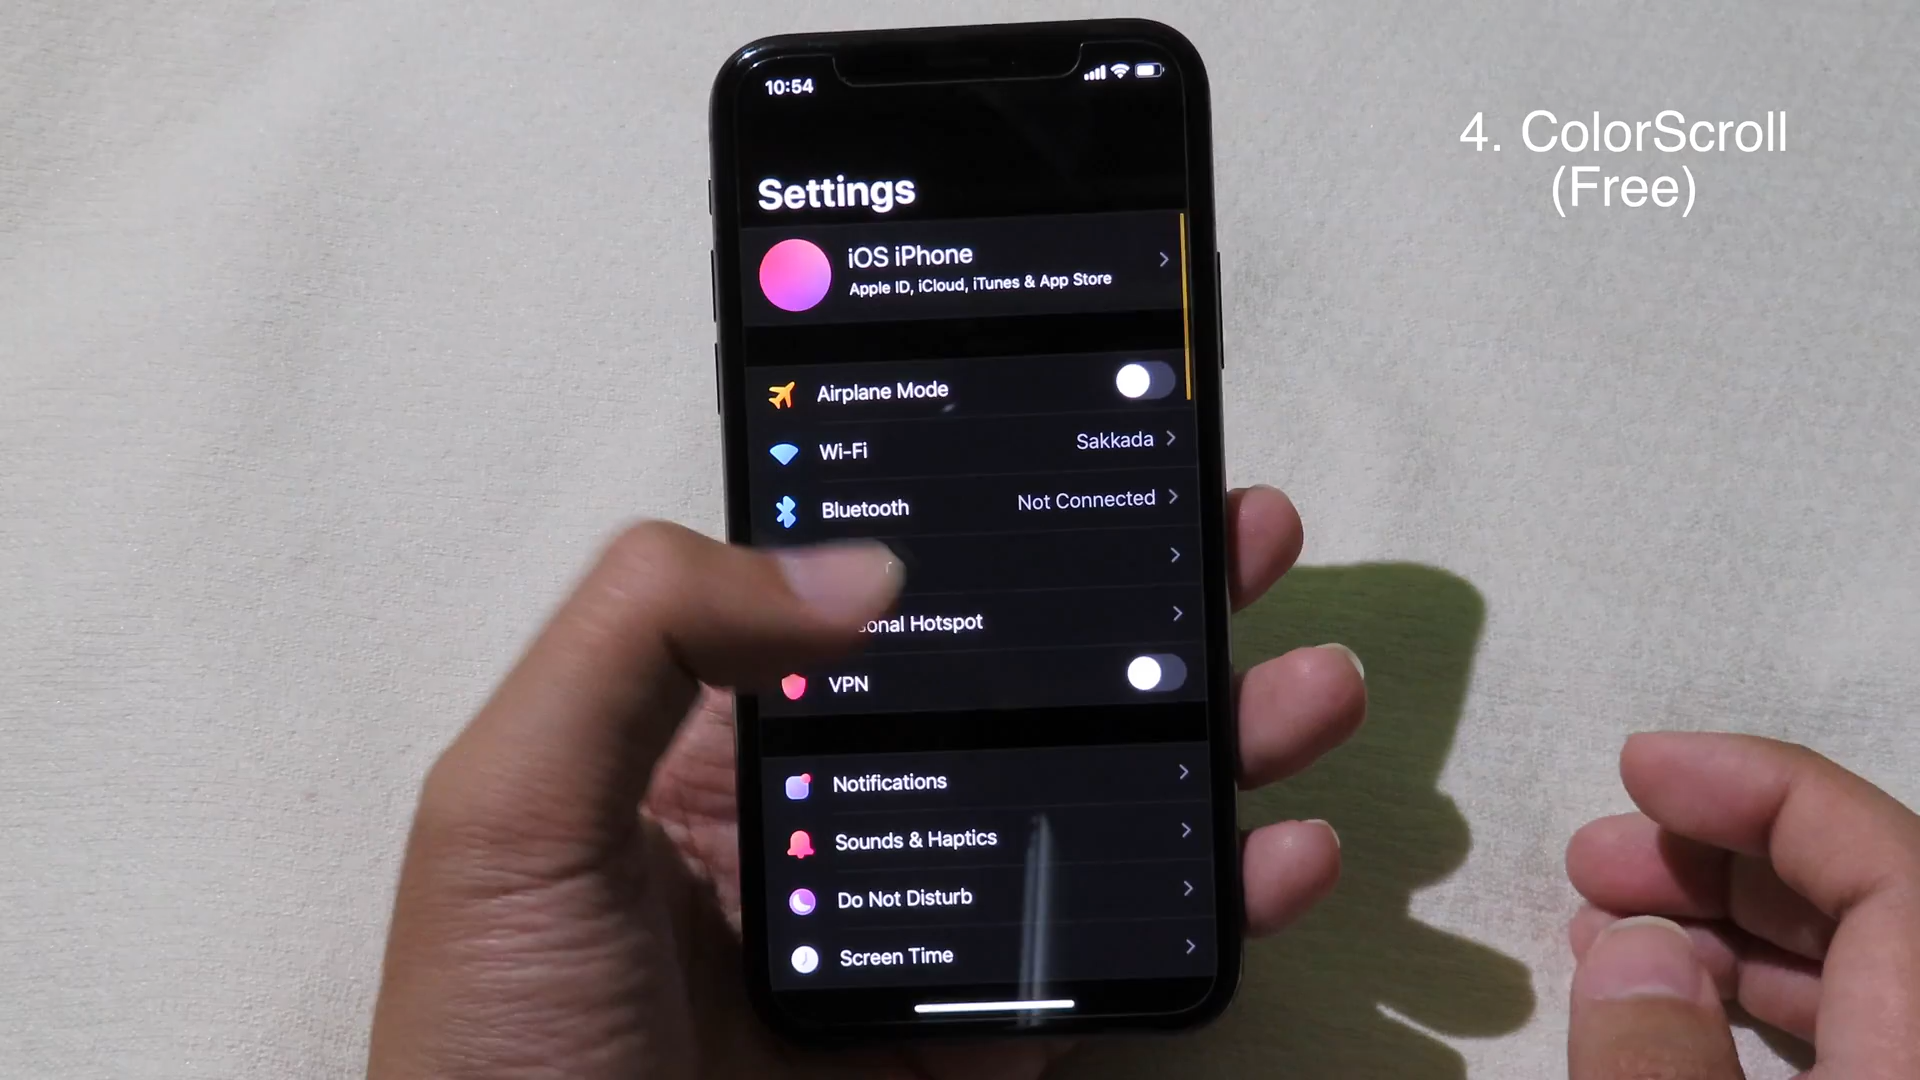 10:54
4. ColorScroll
(Free)
Settings
iOS iPhone
Apple ID, iCloud, iTunes & App Store
Airplane Mode
Wi-Fi Sakkada
Bluetooth Not Connected
sonal Hotspot
VPN
Notifications
Sounds & Haptics
Do Not Disturb
Screen Time